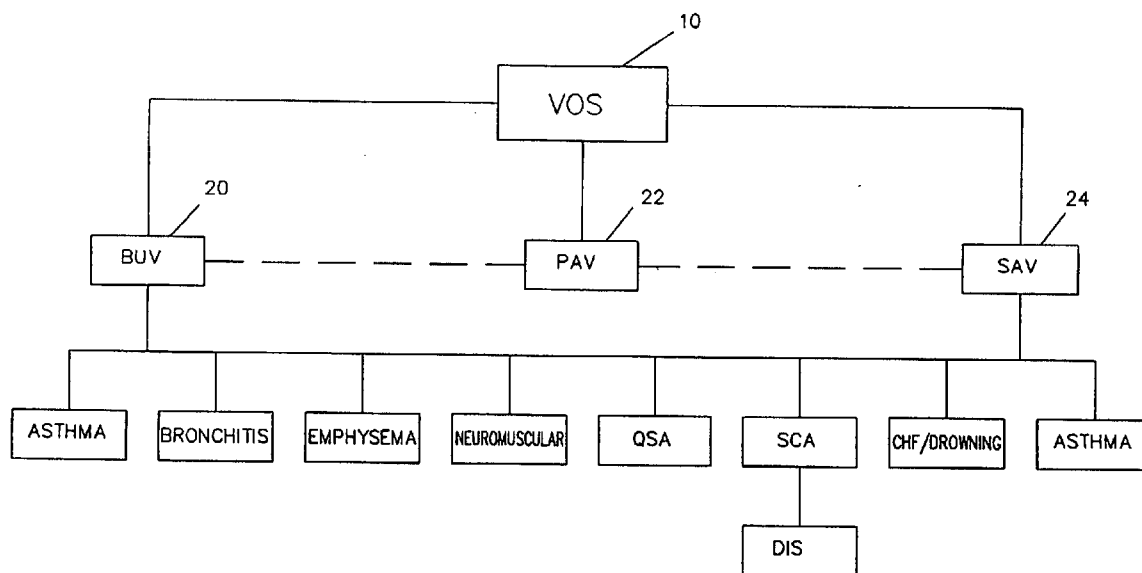 10
VOS
20
22
24
BUV
PAV
SAV
ASTHMA
BRONCHITIS
EMPHYSEMA
NEUROMUSCULAR
QSA
SCA
CHF/DROWNING
ASTHMA
DIS